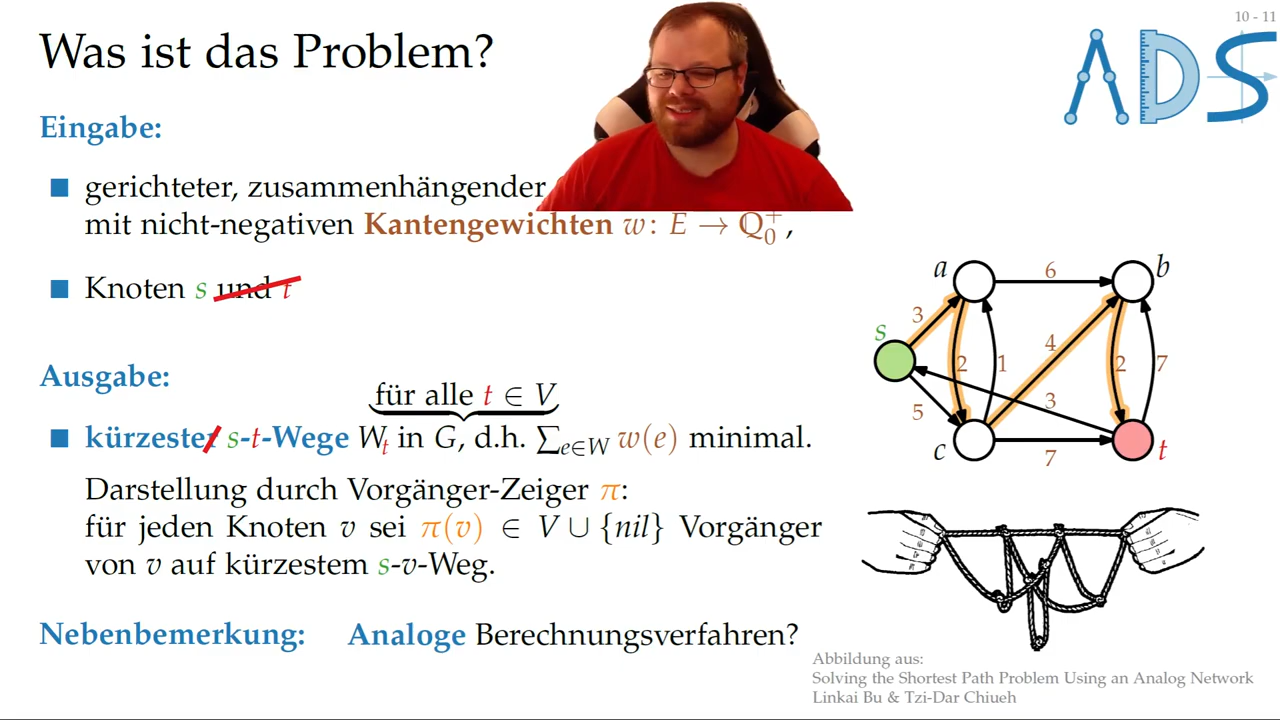 10 - 11
Was ist das Problem?
ADS
Eingabe:
gerichteter, zusammenhängender
mit nicht-negativen Kantengewichten w: E → ℚ₀⁺,
Knoten s und t
Ausgabe:
für alle t ∈ V
kürzester s-t-Wege Wₜ in G, d.h. ∑e∈W w(e) minimal.
Darstellung durch Vorgänger-Zeiger π:
für jeden Knoten v sei π(v) ∈ V ∪ {nil} Vorgänger
von v auf kürzestem s-v-Weg.
Nebenbemerkung: Analoge Berechnungsverfahren?
a 6 b
3
s
4
2 1 2 7
3
5
c 7 t
Abbildung aus:
Solving the Shortest Path Problem Using an Analog Network
Linkai Bu & Tzi-Dar Chiueh